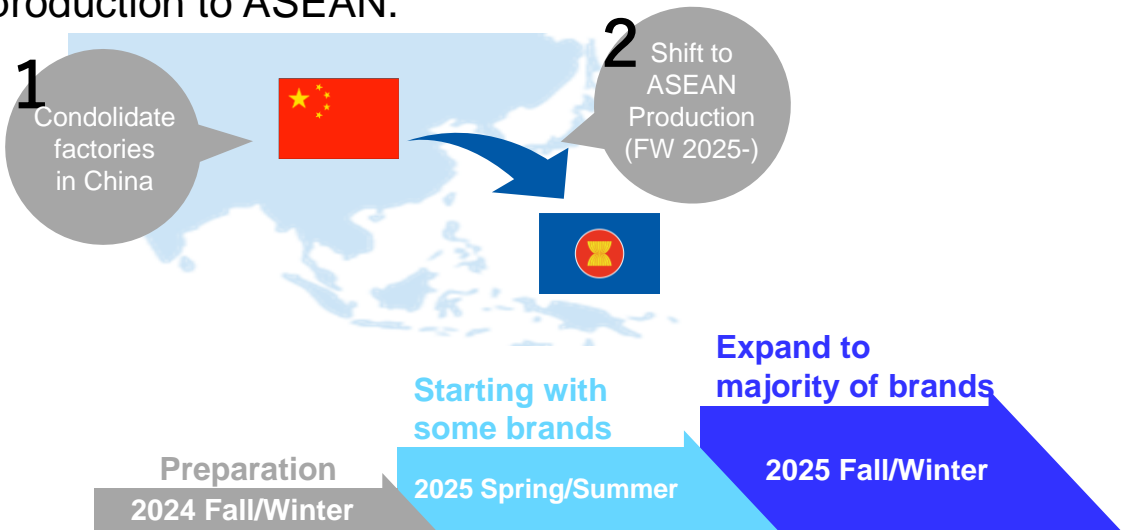 production to ASEAN.
1
Condolidate
factories
in China
2
Shift to
ASEAN
Production
(FW 2025-)
Expand to
majority of brands
Starting with
some brands
Preparation
2025 Fall/Winter
2025 Spring/Summer
2024 Fall/Winter